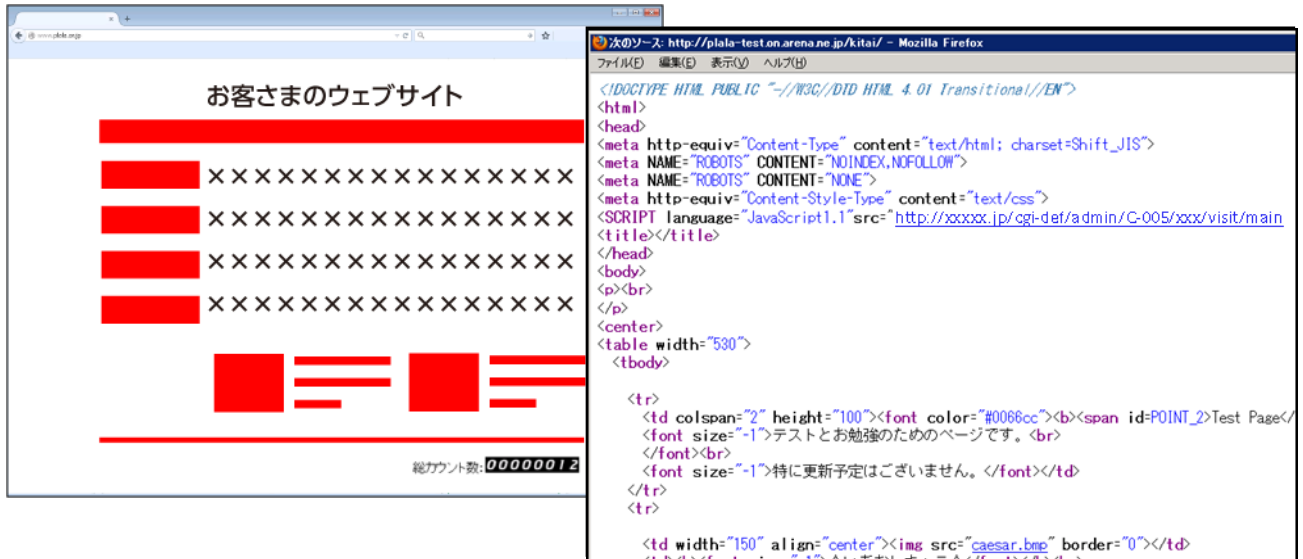 www.plala.or.jp
お客さまのウェブサイト
××××××××××××××××
××××××××××××××××
××××××××××××××××
××××××××××××××××
総カウント数:00000012
次のソース: http://plala-test.on.arena.ne.jp/kitai/ - Mozilla Firefox
ファイル(F) 編集(E) 表示(V) ヘルプ(H)
<!DOCTYPE HTML PUBLIC "-//W3C//DTD HTML 4.01 Transitional//EN">
<html>
<head>
<meta http-equiv="Content-Type" content="text/html; charset=Shift_JIS">
<meta NAME="ROBOTS" CONTENT="NOINDEX,NOFOLLOW">
<meta NAME="ROBOTS" CONTENT="NONE">
<meta http-equiv="Content-Style-Type" content="text/css">
<SCRIPT language="JavaScript1.1"src="http://xxxxx.jp/cgi-def/admin/C-005/xxx/visit/main
<title></title>
</head>
<body>
<p><br>
</p>
<center>
<table width="530">
<tbody>
<tr>
<td colspan="2" height="100"><font color="#0066cc"><b><span id=POINT_2>Test Page</
<font size="-1">テストとお勉強のためのページです。<br>
</font><br>
<font size="-1">特に更新予定はございません。</font></td>
</tr>
<tr>
<td width="150" align="center"><img src="caesar.bmp" border="0"></td>